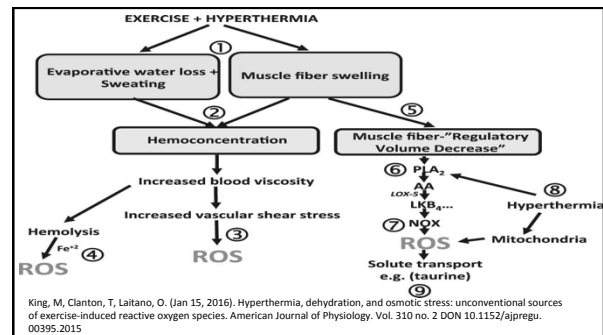 EXERCISE + HYPERTHERMIA
①
Evaporative water loss +
Sweating
Muscle fiber swelling
②
⑤
Hemoconcentration
Muscle fiber-"Regulatory
Volume Decrease"
Increased blood viscosity
Increased vascular shear stress
Hemolysis
Fe+2
④
ROS
③
ROS
⑥ PLA2
AA
LOX-5
LKB4...
⑦ NOX
ROS
⑧
Hyperthermia
Mitochondria
Solute transport
e.g. (taurine)
⑨
King, M, Clanton, T, Laitano, O. (Jan 15, 2016). Hyperthermia, dehydration, and osmotic stress: unconventional sources
of exercise-induced reactive oxygen species. American Journal of Physiology. Vol. 310 no. 2 DON 10.1152/ajpregu.
00395.2015